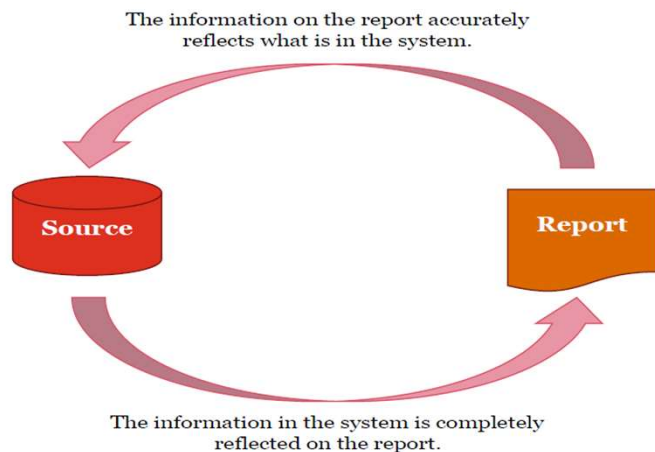 The information on the report accurately
reflects what is in the system.
Source
Report
The information in the system is completely
reflected on the report.